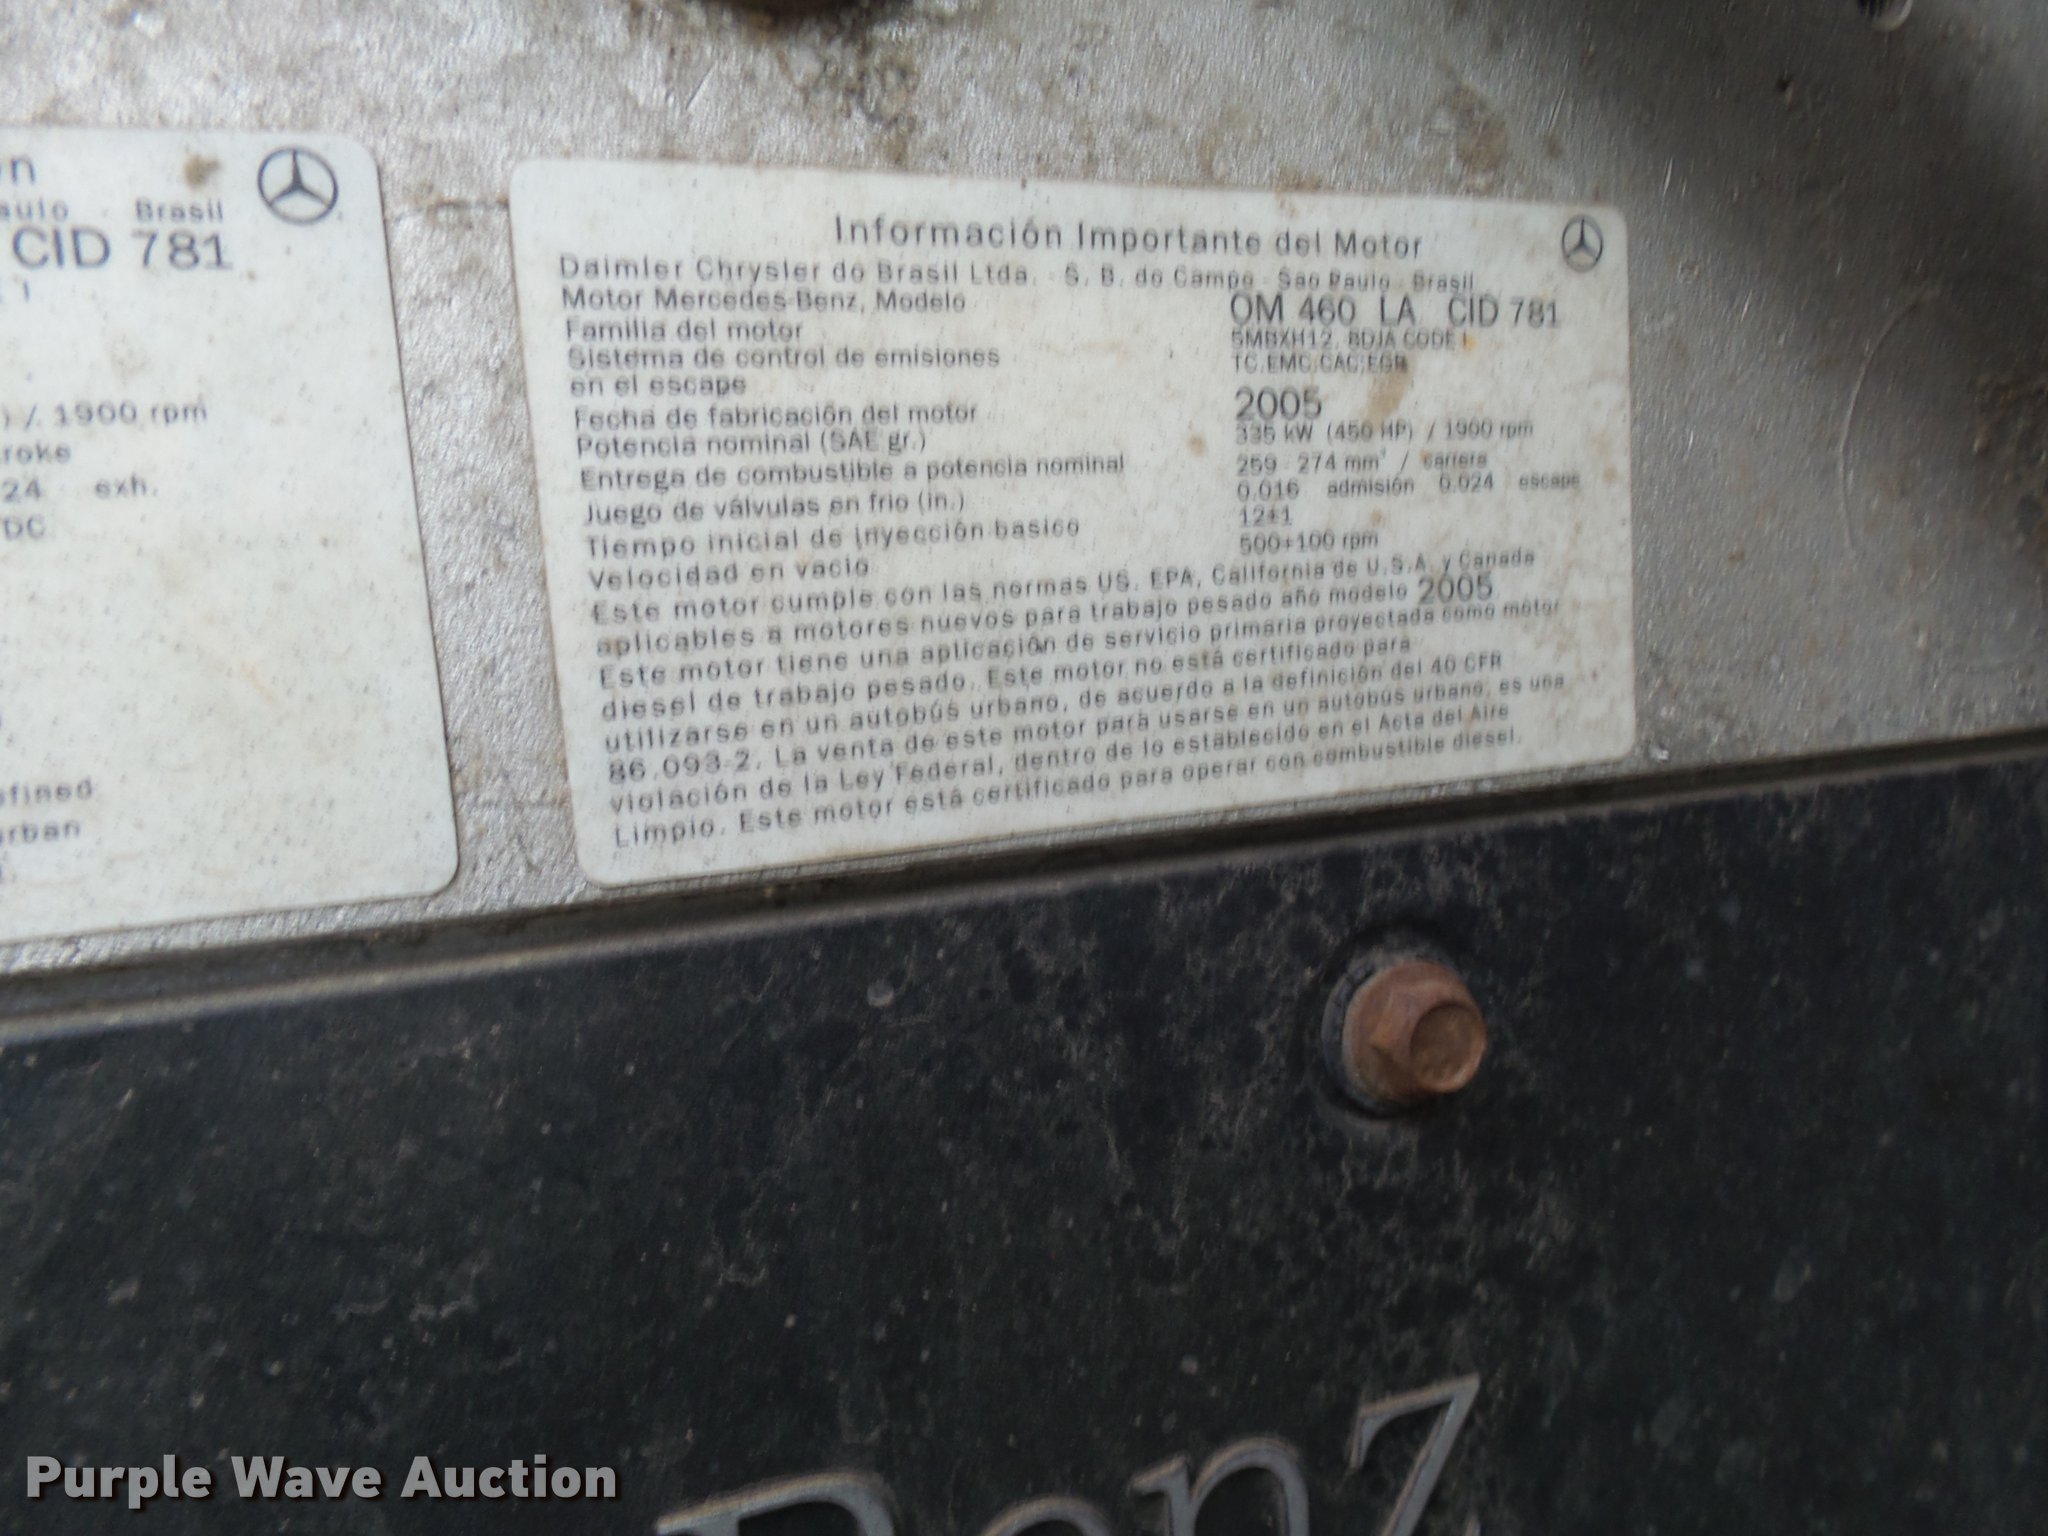 Brasil
CID 781
/ 1900 rpm
24 exh.
urban
Información Importante del Motor
Daimler Chrysler do Brasil Ltda. - S. B. do Campo - Sao Paulo - Brasil
Motor Mercedes-Benz, Modelo OM 460 LA CID 781
Familia del motor 5MBXH12. 8DJA CODE I
Sistema de control de emisiones TC;EMC;CAC;EGR
en el escape
Fecha de fabricación del motor 2005
Potencia nominal (SAE gr.) 335 kW (450 HP) / 1900 rpm
Entrega de combustible a potencia nominal 259 - 274 mm³ / carrera
Juego de válvulas en frio (in.) 0.016 admisión 0.024 escape
Tiempo inicial de inyección basico 12±1
Velocidad en vacio 500+100 rpm
Este motor cumple con las normas US. EPA, California de U.S.A. y Canada
aplicables a motores nuevos para trabajo pesado año modelo 2005
Este motor tiene una aplicación de servicio primaria proyectada como motor
diesel de trabajo pesado. Este motor no está certificado para
utilizarse en un autobús urbano, de acuerdo a la definición del 40 CFR
86.093-2. La venta de este motor para usarse en un autobus urbano, es una
violación de la Ley Federal, dentro de lo establecido en el Acta del Aire
Limpio. Este motor está certificado para operar con combustible diesel.
Benz
Purple Wave Auction